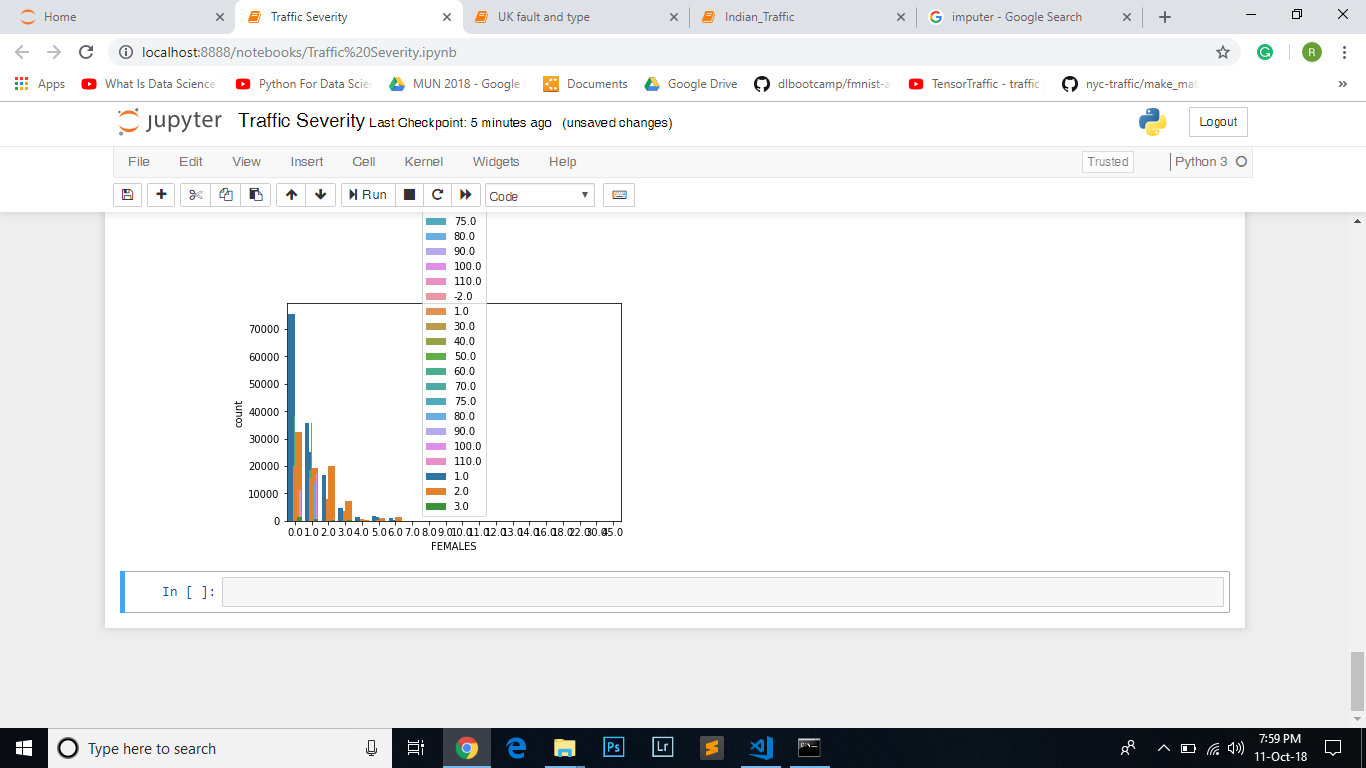 Home
Traffic Severity
UK fault and type
Indian_Traffic
imputer - Google Search
localhost:8888/notebooks/Traffic%20Severity.ipynb
R
Apps
What Is Data Science
Python For Data Scie
MUN 2018 - Google
Documents
Google Drive
dlbootcamp/fmnist-a
TensorTraffic - traffic
nyc-traffic/make_mat
»
jupyter Traffic Severity Last Checkpoint: 5 minutes ago (unsaved changes)
Logout
File Edit View Insert Cell Kernel Widgets Help
Trusted
Python 3
Run
Code
75.0
80.0
90.0
100.0
110.0
-2.0
1.0
30.0
40.0
50.0
60.0
70.0
75.0
80.0
90.0
100.0
110.0
1.0
2.0
3.0
70000
60000
50000
40000
30000
20000
10000
0
count
0.0 1.0 2.0 3.0 4.0 5.0 6.0 7.0 8.0 9.0 10.0 11.0 12.0 13.0 14.0 16.0 18.0 22.0 30.0 45.0
FEMALES
In [ ]:
Type here to search
Ps
Lr
7:59 PM
11-Oct-18